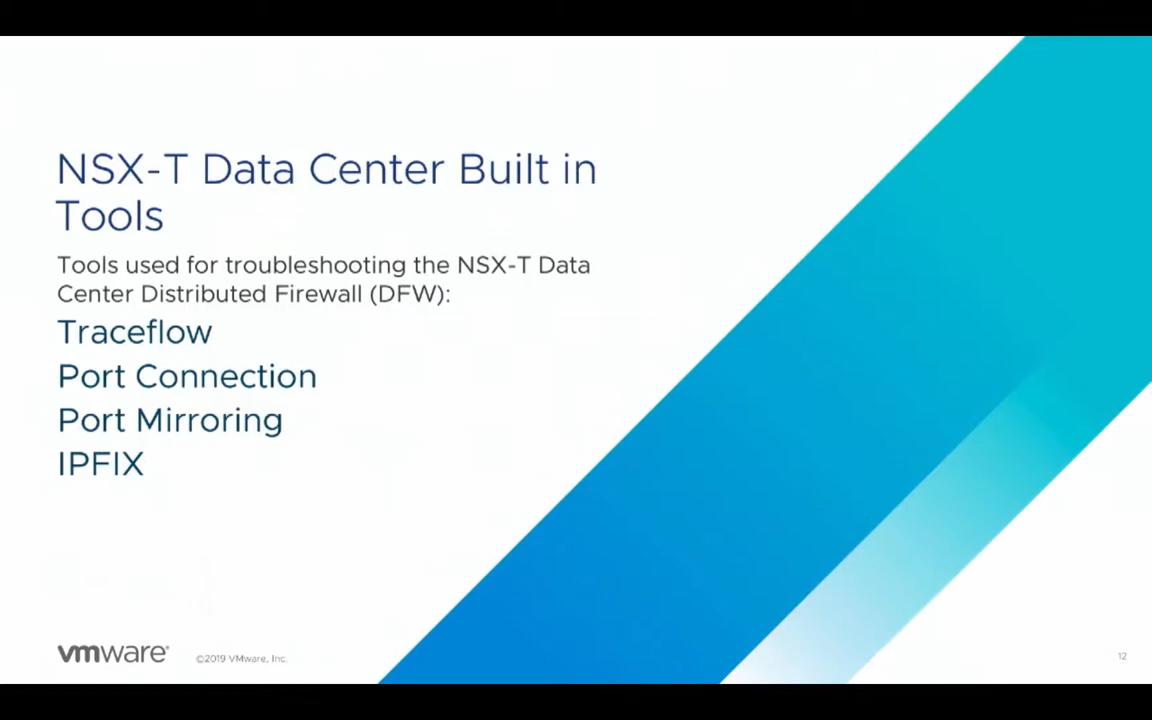 NSX-T Data Center Built in
Tools
Tools used for troubleshooting the NSX-T Data
Center Distributed Firewall (DFW):
Traceflow
Port Connection
Port Mirroring
IPFIX
vmware®
©2019 VMware, Inc.
12